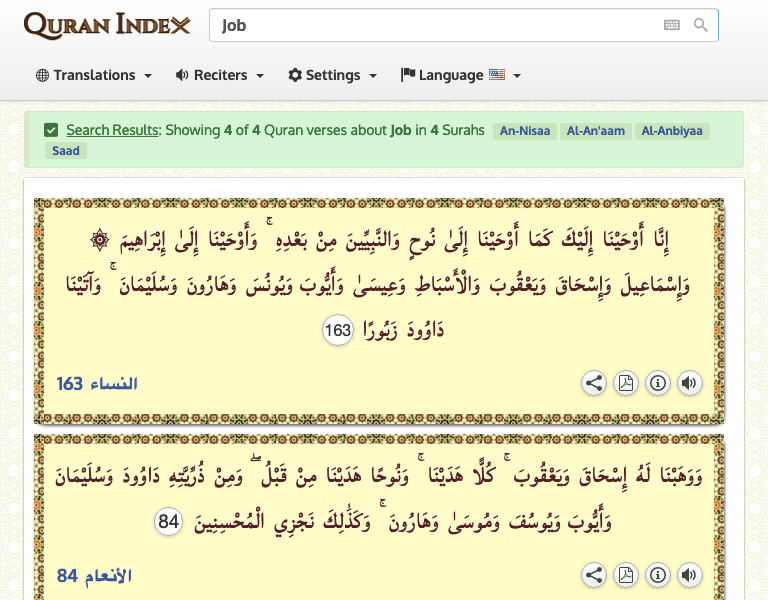 QURAN INDEX
Job
Translations
Reciters
Settings
Language
Search Results: Showing 4 of 4 Quran verses about Job in 4 Surahs An-Nisaa Al-An'aam Al-Anbiyaa
Saad
۞ إِنَّا أَوْحَيْنَا إِلَيْكَ كَمَا أَوْحَيْنَا إِلَىٰ نُوحٍ وَالنَّبِيِّينَ مِنْ بَعْدِهِ ۚ وَأَوْحَيْنَا إِلَىٰ إِبْرَاهِيمَ
وَإِسْمَاعِيلَ وَإِسْحَاقَ وَيَعْقُوبَ وَالْأَسْبَاطِ وَعِيسَىٰ وَأَيُّوبَ وَيُونُسَ وَهَارُونَ وَسُلَيْمَانَ ۚ وَآتَيْنَا
دَاوُودَ زَبُورًا 163
النساء 163
وَوَهَبْنَا لَهُ إِسْحَاقَ وَيَعْقُوبَ ۚ كُلًّا هَدَيْنَا ۚ وَنُوحًا هَدَيْنَا مِنْ قَبْلُ ۖ وَمِنْ ذُرِّيَّتِهِ دَاوُودَ وَسُلَيْمَانَ
وَأَيُّوبَ وَيُوسُفَ وَمُوسَىٰ وَهَارُونَ ۚ وَكَذَٰلِكَ نَجْزِي الْمُحْسِنِينَ 84
الأنعام 84